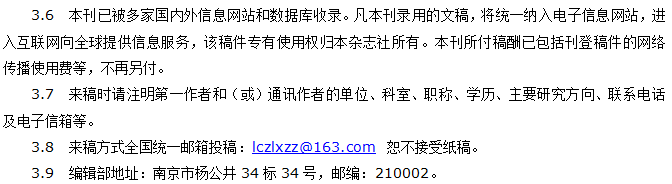 3.6 本刊已被多家国内外信息网站和数据库收录。凡本刊录用的文稿，将统一纳入电子信息网站，进
入互联网向全球提供信息服务，该稿件专有使用权归本杂志社所有。本刊所付稿酬已包括刊登稿件的网络
传播使用费等，不再另付。
3.7 来稿时请注明第一作者和（或）通讯作者的单位、科室、职称、学历、主要研究方向、联系电话
及电子信箱等。
3.8 来稿方式全国统一邮箱投稿：lczlxzz@163.com 恕不接受纸稿。
3.9 编辑部地址：南京市杨公井 34 标 34 号，邮编：210002。